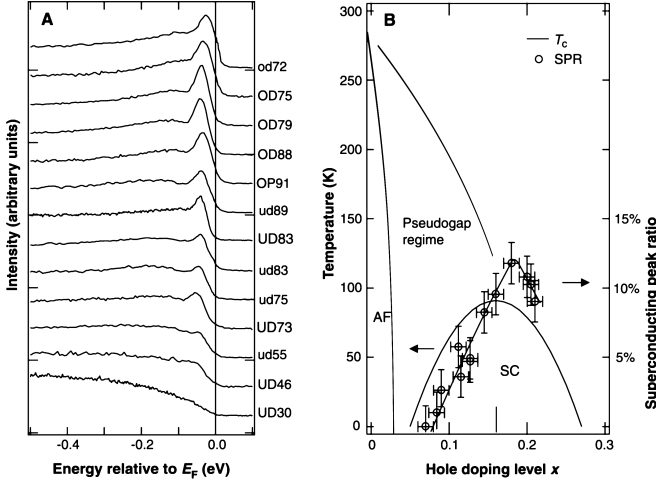 A
od72
OD75
OD79
OD88
OP91
ud89
UD83
ud83
ud75
UD73
ud55
UD46
UD30
-0.4
-0.2
0.0
Intensity (arbitrary units)
Energy relative to EF (eV)
B
300
250
200
150
100
50
0
Temperature (K)
Tc
SPR
Pseudogap
regime
AF
SC
15%
10%
5%
Superconducting peak ratio
0
0.1
0.2
0.3
Hole doping level x